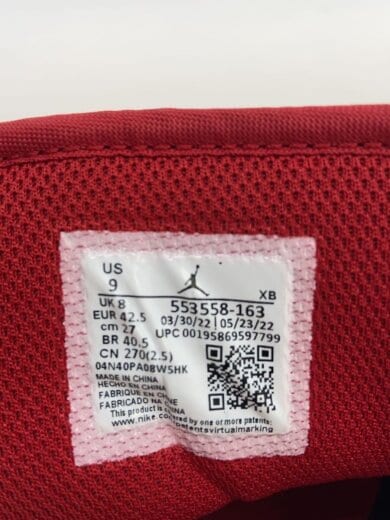 US
9
XB
UK 8
553558-163
EUR 42.5
03/30/22 | 05/23/22
cm 27
UPC 00195869597799
BR 40.5
CN 270(2.5)
MADE IN CHINA
HECHO EN CHINA
FABRIQUE EN CHINE
FABRICADO NA
This product is covered by one or more patents:
www.nike.com/patentsvirtualmarking